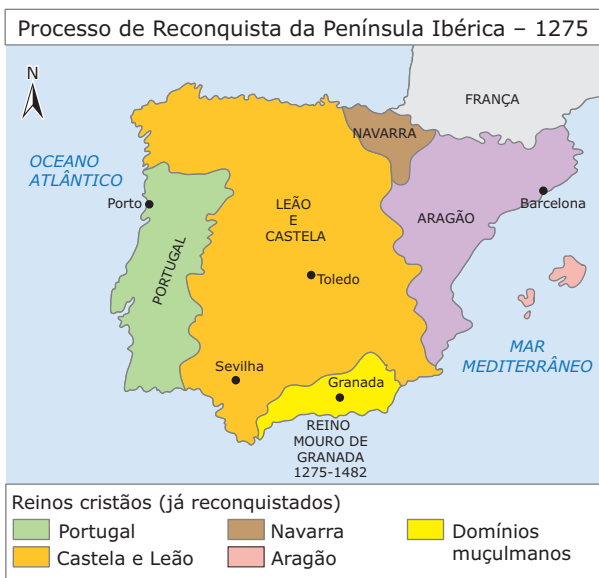 Processo de Reconquista da Península Ibérica – 1275
N
FRANÇA
NAVARRA
OCEANO
ATLÂNTICO
Porto
LEÃO
E
CASTELA
ARAGÃO
Barcelona
PORTUGAL
Toledo
MAR
MEDITERRÂNEO
Sevilha
Granada
REINO
MOURO DE
GRANADA
1275-1482
Reinos cristãos (já reconquistados)
Portugal
Castela e Leão
Navarra
Aragão
Domínios
muçulmanos